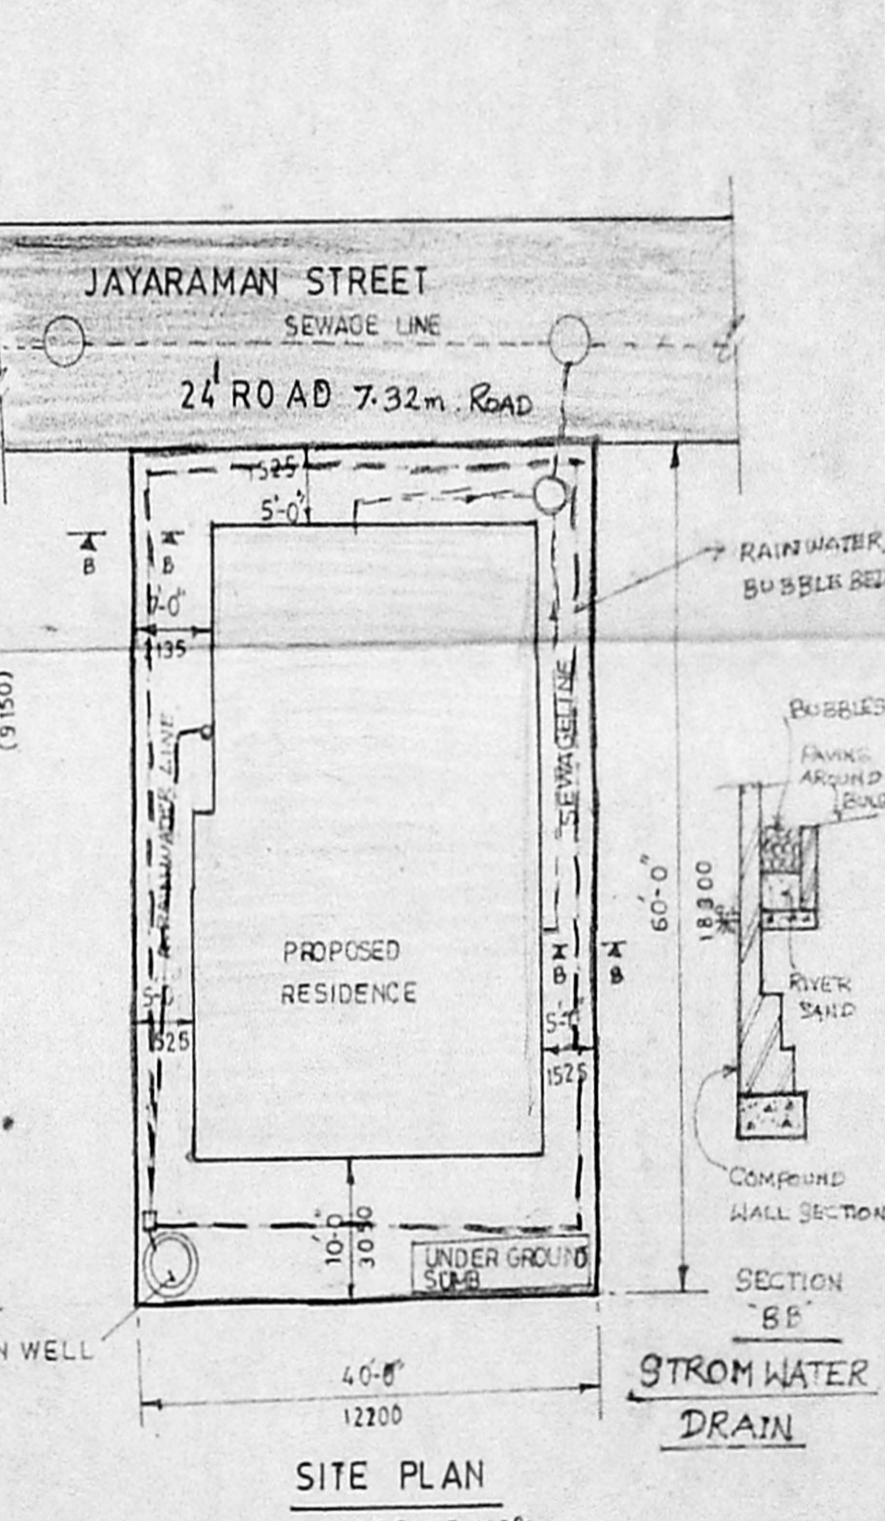 JAYARAMAN STREET
SEWAGE LINE
24' ROAD 7.32m. ROAD
1525
5'-0"
B
B
RAINWATER
BUBBLE BED
7'-0"
2135
(9150)
BUBBLES
PAVING
AROUND
RAINWATER LINE
SEWAGELINE
60'-0"
18300
PROPOSED
RESIDENCE
B
B
RIVER
SAND
5'-0"
1525
5'-0"
1525
COMPOUND
WALL SECTION
10'-0"
3050
UNDER GROUND
SUMB
SECTION
"BB"
STROM WATER
DRAIN
WELL
40'-0"
12200
SITE PLAN